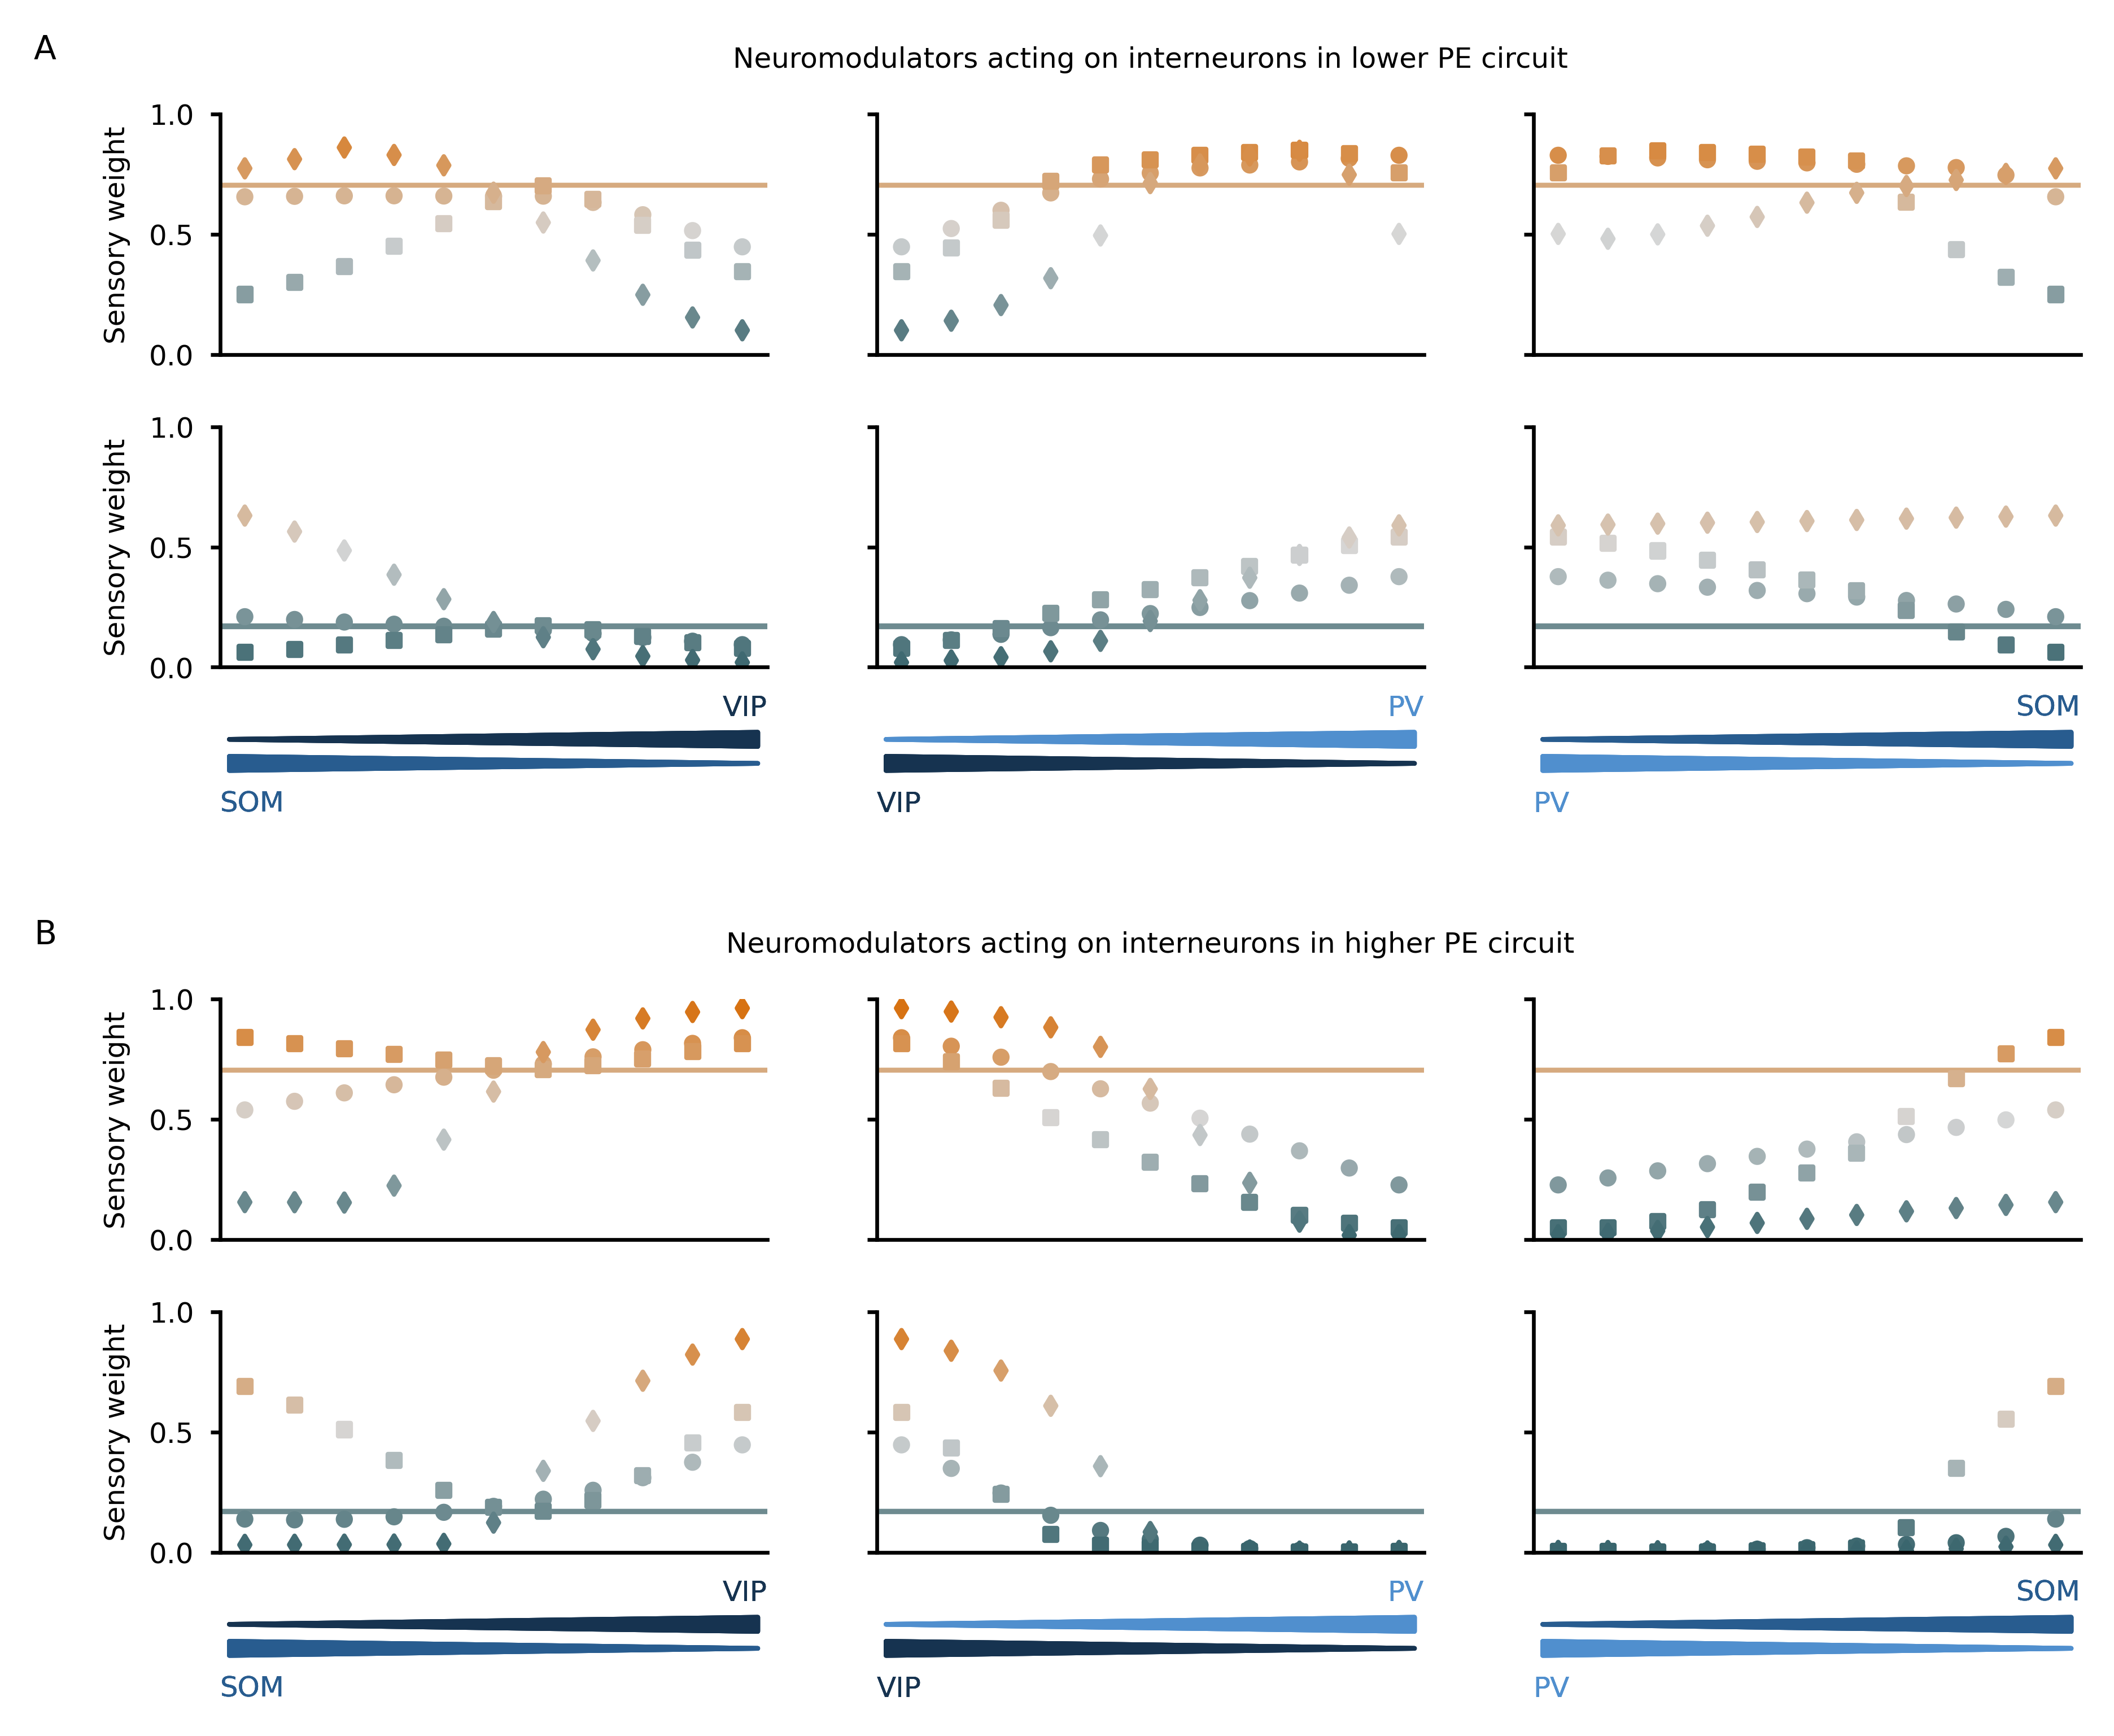 A
Neuromodulators acting on interneurons in lower PE circuit
Sensory weight
1.0
0.5
0.0
Sensory weight
1.0
0.5
0.0
VIP
PV
SOM
SOM
VIP
PV
B
Neuromodulators acting on interneurons in higher PE circuit
Sensory weight
1.0
0.5
0.0
Sensory weight
1.0
0.5
0.0
VIP
PV
SOM
SOM
VIP
PV